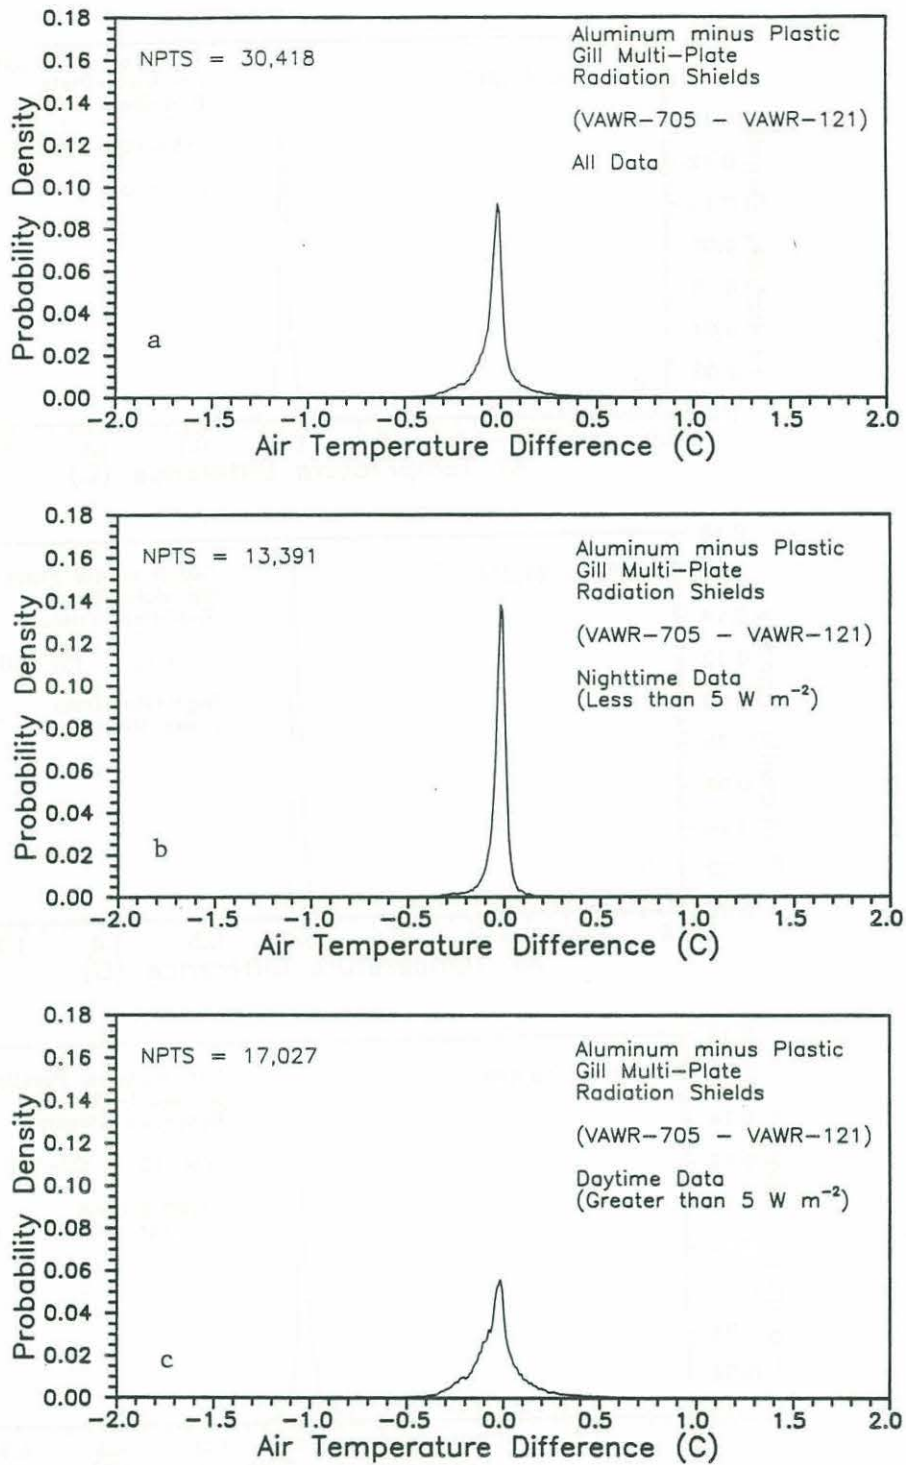 0.18
0.16
0.14
0.12
0.10
0.08
0.06
0.04
0.02
0.00
Probability Density
NPTS = 30,418
Aluminum minus Plastic
Gill Multi-Plate
Radiation Shields
(VAWR-705 - VAWR-121)
All Data
a
-2.0 -1.5 -1.0 -0.5 0.0 0.5 1.0 1.5 2.0
Air Temperature Difference (C)
0.18
0.16
0.14
0.12
0.10
0.08
0.06
0.04
0.02
0.00
Probability Density
NPTS = 13,391
Aluminum minus Plastic
Gill Multi-Plate
Radiation Shields
(VAWR-705 - VAWR-121)
Nighttime Data
(Less than 5 W m⁻²)
b
-2.0 -1.5 -1.0 -0.5 0.0 0.5 1.0 1.5 2.0
Air Temperature Difference (C)
0.18
0.16
0.14
0.12
0.10
0.08
0.06
0.04
0.02
0.00
Probability Density
NPTS = 17,027
Aluminum minus Plastic
Gill Multi-Plate
Radiation Shields
(VAWR-705 - VAWR-121)
Daytime Data
(Greater than 5 W m⁻²)
c
-2.0 -1.5 -1.0 -0.5 0.0 0.5 1.0 1.5 2.0
Air Temperature Difference (C)